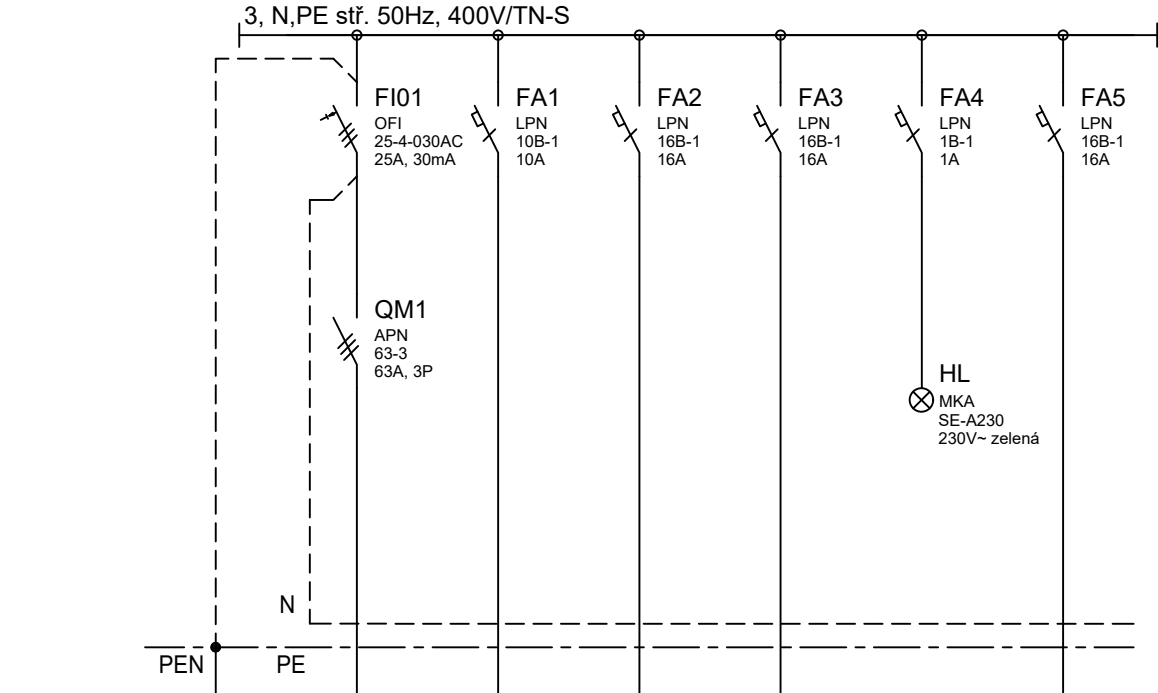 3, N,PE stř. 50Hz, 400V/TN-S
FI01
OFI
25-4-030AC
25A, 30mA
FA1
LPN
10B-1
10A
FA2
LPN
16B-1
16A
FA3
LPN
16B-1
16A
FA4
LPN
1B-1
1A
FA5
LPN
16B-1
16A
QM1
APN
63-3
63A, 3P
HL
MKA
SE-A230
230V~ zelená
N
PEN
PE